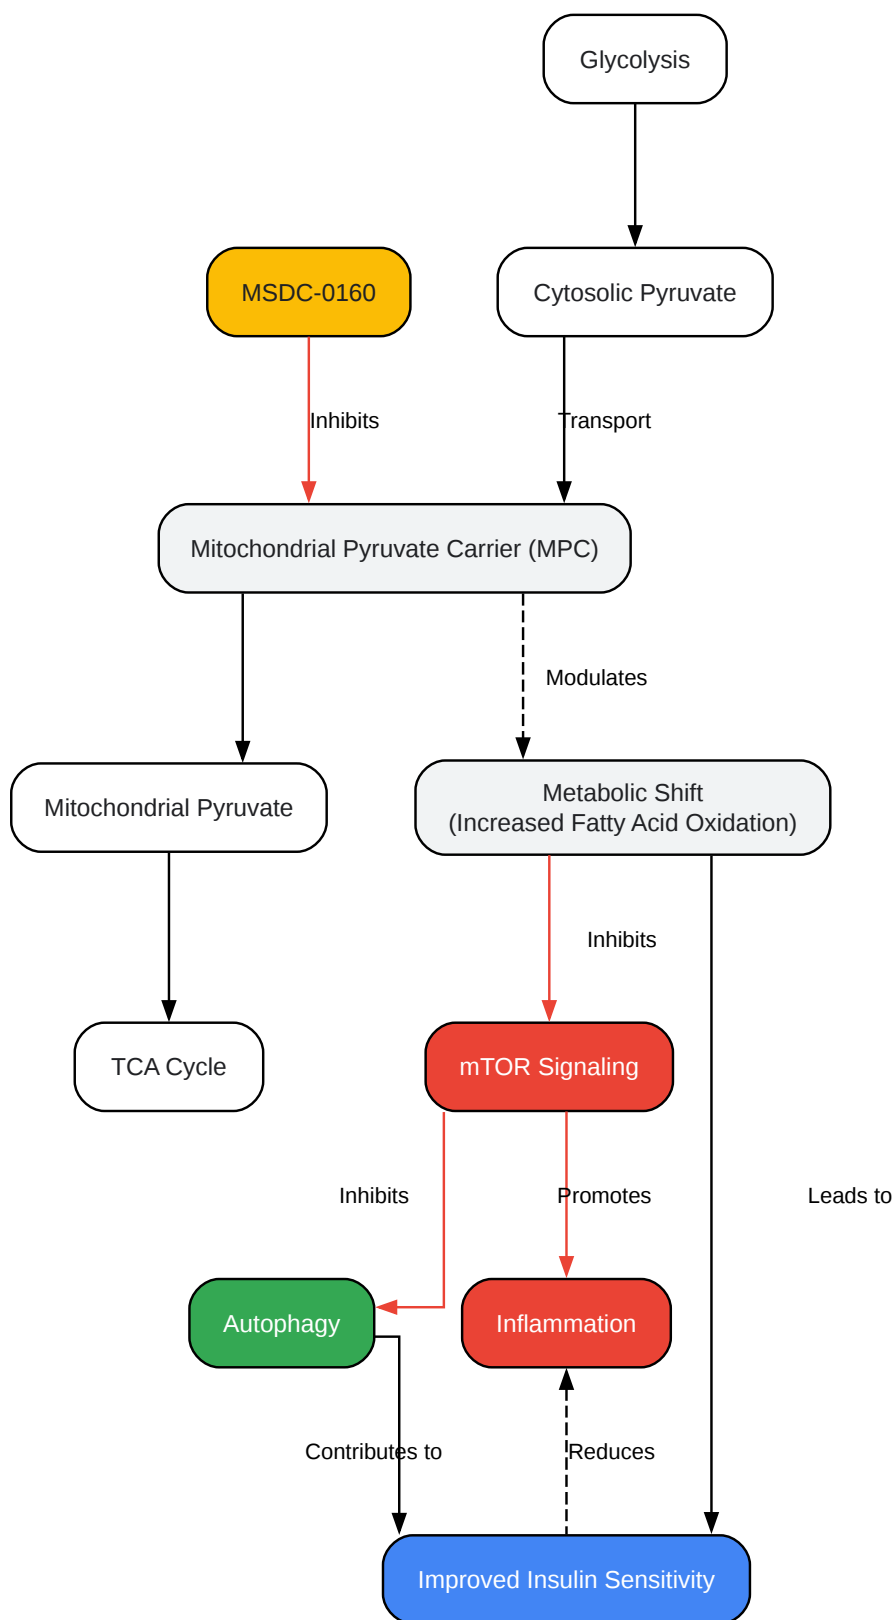 Glycolysis
MSDC-0160
Cytosolic Pyruvate
Inhibits
Transport
Mitochondrial Pyruvate Carrier (MPC)
Modulates
Mitochondrial Pyruvate
Metabolic Shift
(Increased Fatty Acid Oxidation)
Inhibits
TCA Cycle
mTOR Signaling
Inhibits
Promotes
Leads to
Autophagy
Inflammation
Contributes to
Reduces
Improved Insulin Sensitivity